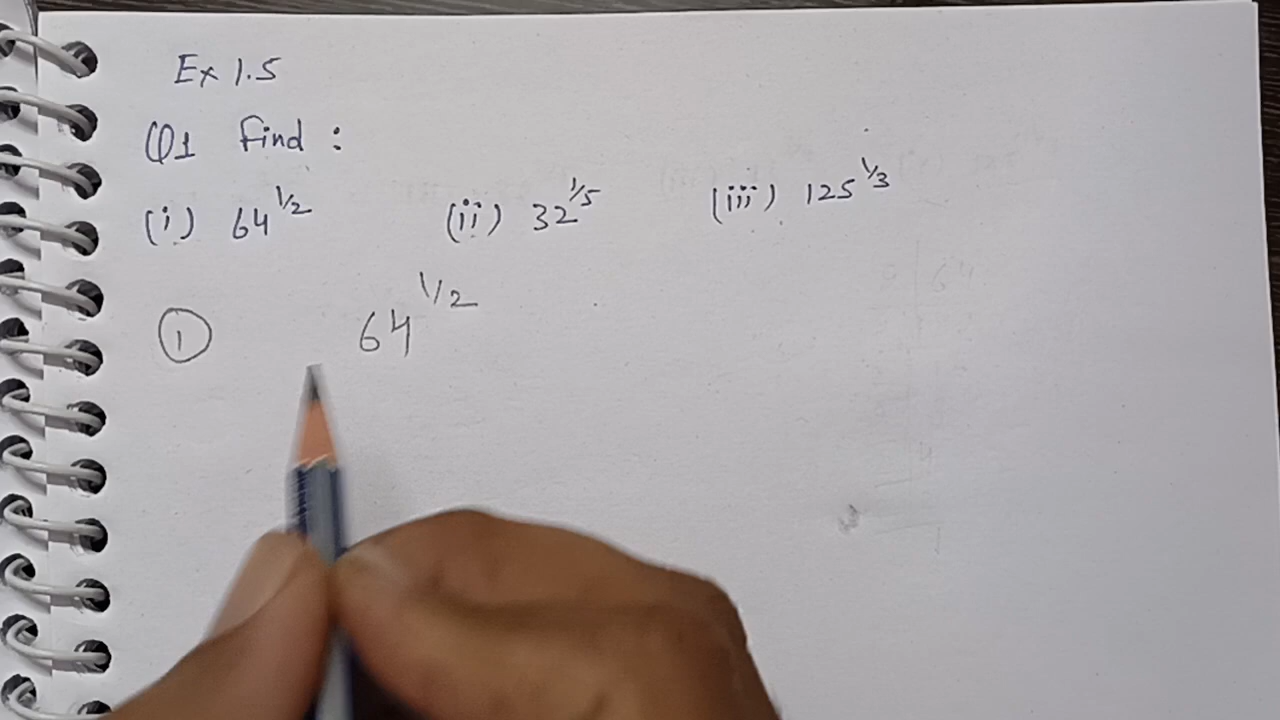 Ex 1.5
Q1 Find :
(i) 64^1/2 (ii) 32^1/5 (iii) 125^1/3
① 64^1/2